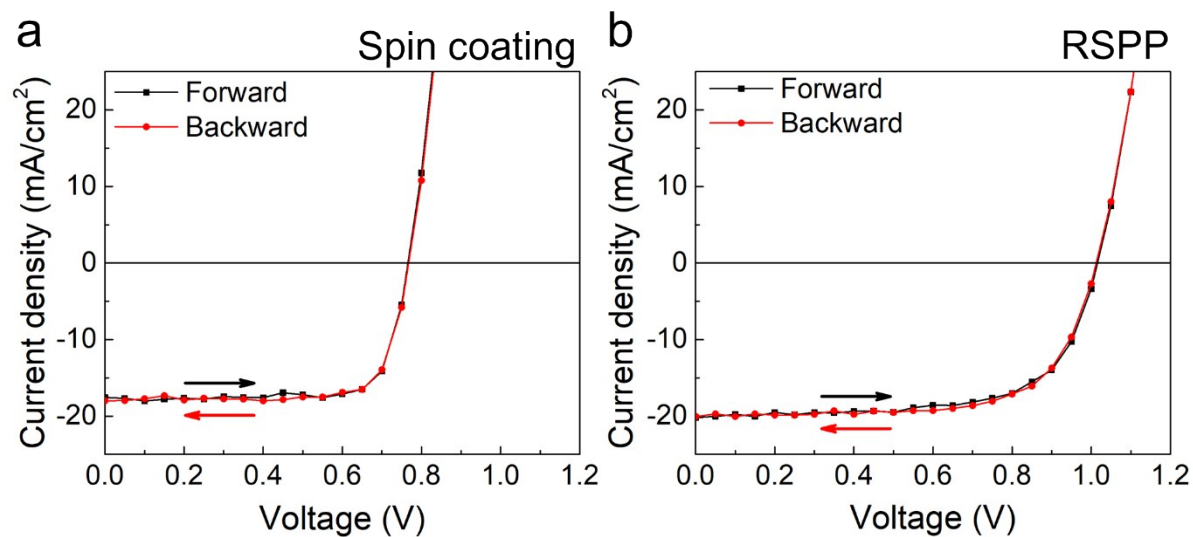 a
Spin coating
Forward
Backward
Current density (mA/cm²)
20
10
0
-10
-20
0.0 0.2 0.4 0.6 0.8 1.0 1.2
Voltage (V)
b
RSPP
Forward
Backward
Current density (mA/cm²)
20
10
0
-10
-20
0.0 0.2 0.4 0.6 0.8 1.0 1.2
Voltage (V)